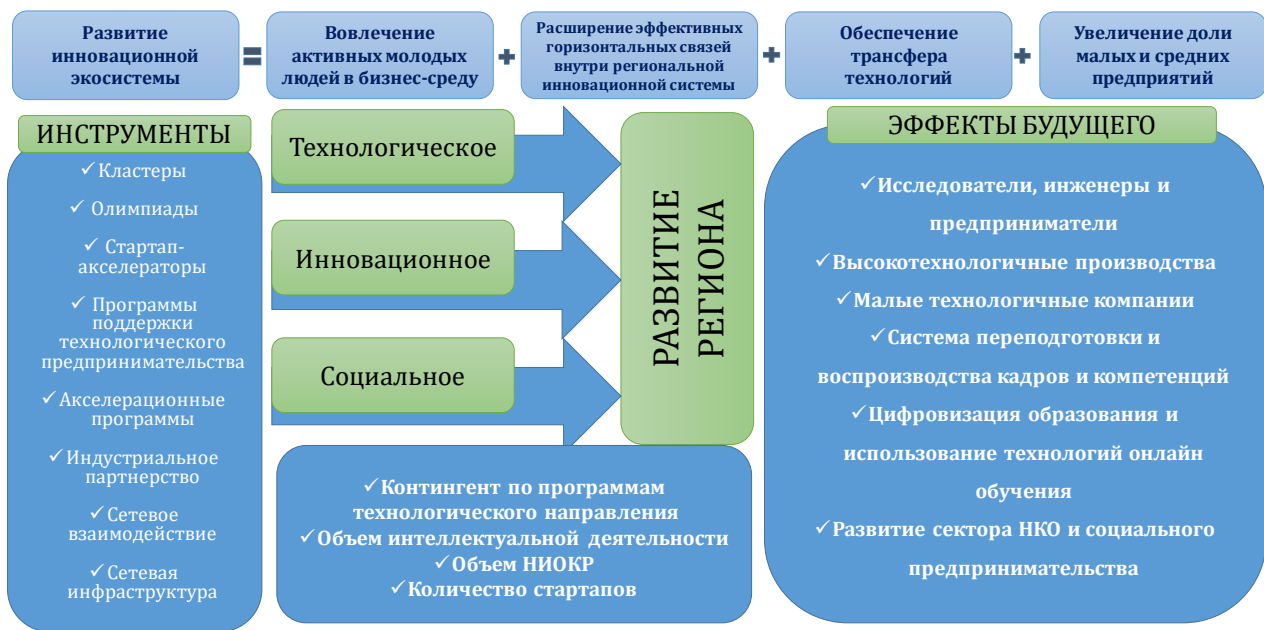 Развитие
инновационной
экосистемы
=
Вовлечение
активных молодых
людей в бизнес-среду
+
Расширение эффективных
горизонтальных связей
внутри региональной
инновационной системы
+
Обеспечение
трансфера
технологий
+
Увеличение доли
малых и средних
предприятий
ИНСТРУМЕНТЫ
✓Кластеры
✓ Олимпиады
✓ Стартап-
акселераторы
✓ Программы
поддержки
технологического
предпринимательства
✓Акселерационные
программы
✓Индустриальное
партнерство
✓Сетевое
взаимодействие
✓Сетевая
инфраструктура
Технологическое
Инновационное
Социальное
РАЗВИТИЕ
РЕГИОНА
✓Контингент по программам
технологического направления
✓Объем интеллектуальной деятельности
✓Объем НИОКР
✓Количество стартапов
ЭФФЕКТЫ БУДУЩЕГО
✓Исследователи, инженеры и
предприниматели
✓Высокотехнологичные производства
✓Малые технологичные компании
✓Система переподготовки и
воспроизводства кадров и компетенций
✓Цифровизация образования и
использование технологий онлайн
обучения
✓Развитие сектора НКО и социального
предпринимательства